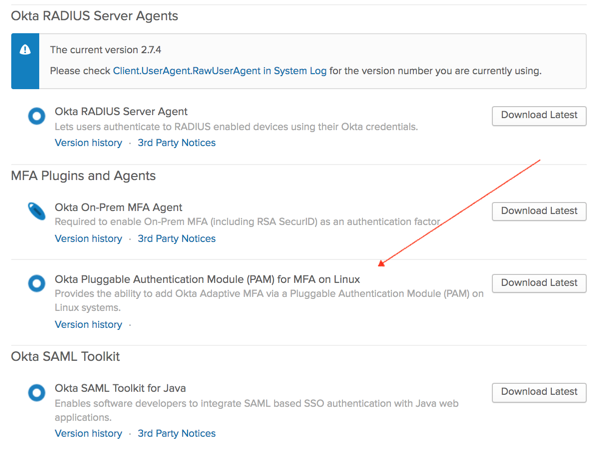 Okta RADIUS Server Agents
The current version 2.7.4
Please check Client.UserAgent.RawUserAgent in System Log for the version number you are currently using.
Okta RADIUS Server Agent
Download Latest
Lets users authenticate to RADIUS enabled devices using their Okta credentials.
Version history · 3rd Party Notices
MFA Plugins and Agents
Okta On-Prem MFA Agent
Download Latest
Required to enable On-Prem MFA (including RSA SecurID) as an authentication factor.
Version history · 3rd Party Notices
Okta Pluggable Authentication Module (PAM) for MFA on Linux
Download Latest
Provides the ability to add Okta Adaptive MFA via a Pluggable Authentication Module (PAM) on
Linux systems.
Version history ·
Okta SAML Toolkit
Okta SAML Toolkit for Java
Download Latest
Enables software developers to integrate SAML based SSO authentication with Java web
applications.
Version history · 3rd Party Notices